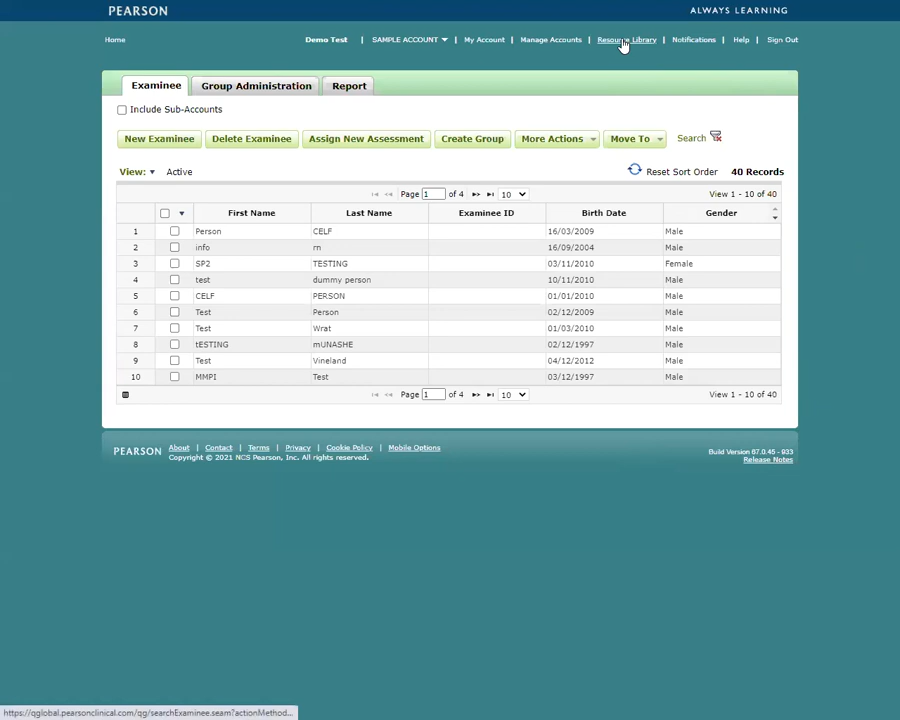 PEARSON ALWAYS LEARNING
Home Demo Test | SAMPLE ACCOUNT | My Account | Manage Accounts | Resource Library | Notifications | Help | Sign Out
Examinee Group Administration Report
Include Sub-Accounts
New Examinee Delete Examinee Assign New Assessment Create Group More Actions Move To Search
View: Active Reset Sort Order 40 Records
Page 1 of 4 10 View 1 - 10 of 40
First Name Last Name Examinee ID Birth Date Gender
1 Person CELF 16/03/2009 Male
2 info rn 16/09/2004 Male
3 SP2 TESTING 03/11/2010 Female
4 test dummy person 10/11/2010 Male
5 CELF PERSON 01/01/2010 Male
6 Test Person 02/12/2009 Male
7 Test Wrat 01/03/2010 Male
8 tESTING mUNASHE 02/12/1997 Male
9 Test Vineland 04/12/2012 Male
10 MMPI Test 03/12/1997 Male
Page 1 of 4 10 View 1 - 10 of 40
PEARSON About | Contact | Terms | Privacy | Cookie Policy | Mobile Options
Copyright © 2021 NCS Pearson, Inc. All rights reserved.
Build Version 67.0.45 - 933
Release Notes
https://qglobal.pearsonclinical.com/qg/searchExaminee.seam?actionMethod...